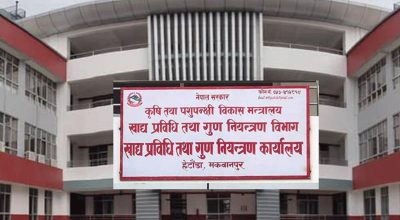 नेपाल सरकार
कृषि तथा पशुपन्छी विकास मन्त्रालय
खाद्य प्रविधि तथा गुण नियन्त्रण विभाग
खाद्य प्रविधि तथा गुण नियन्त्रण कार्यालय
हेटौंडा, मकवानपुर